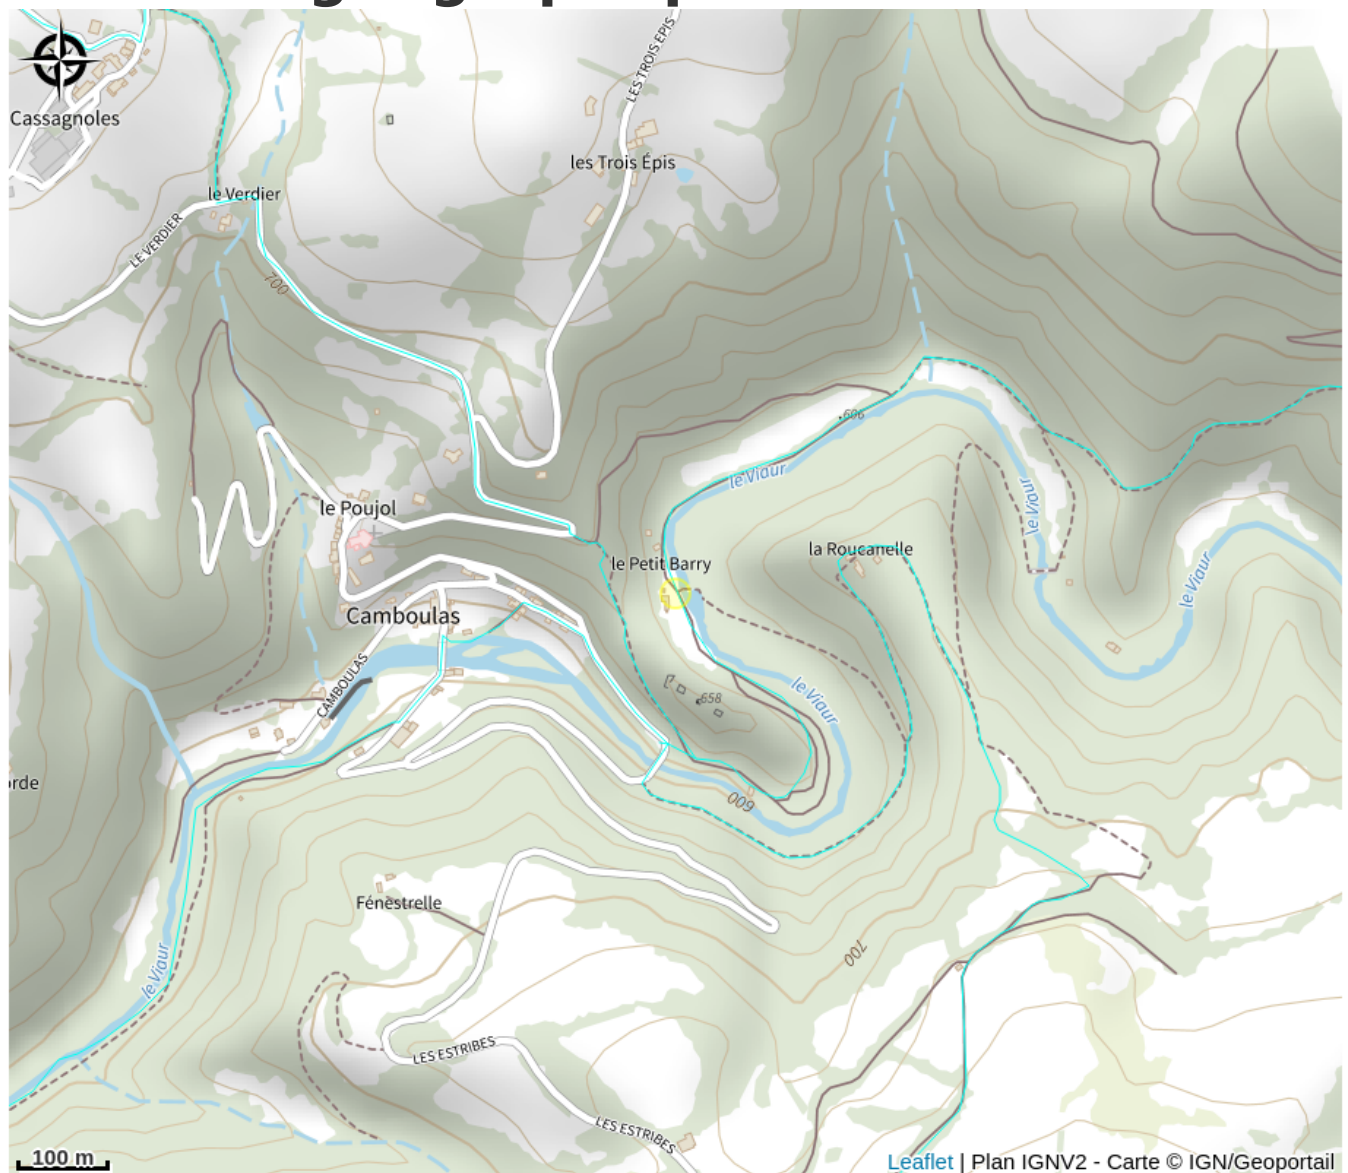 LES TROIS EPIS
Cassagnoles
les Trois Épis
le Verdier
LE VERDIER
700
606
le Viaur
le Viaur
le Poujol
la Roucanelle
le Petit Barry
le Viaur
Camboulas
CAMBOULAS
658
le Viaur
orde
600
Fénestrelle
700
le Viaur
LES ESTRIBES
LES ESTRIBES
100 m
Leaflet | Plan IGNV2 - Carte © IGN/Geoportail